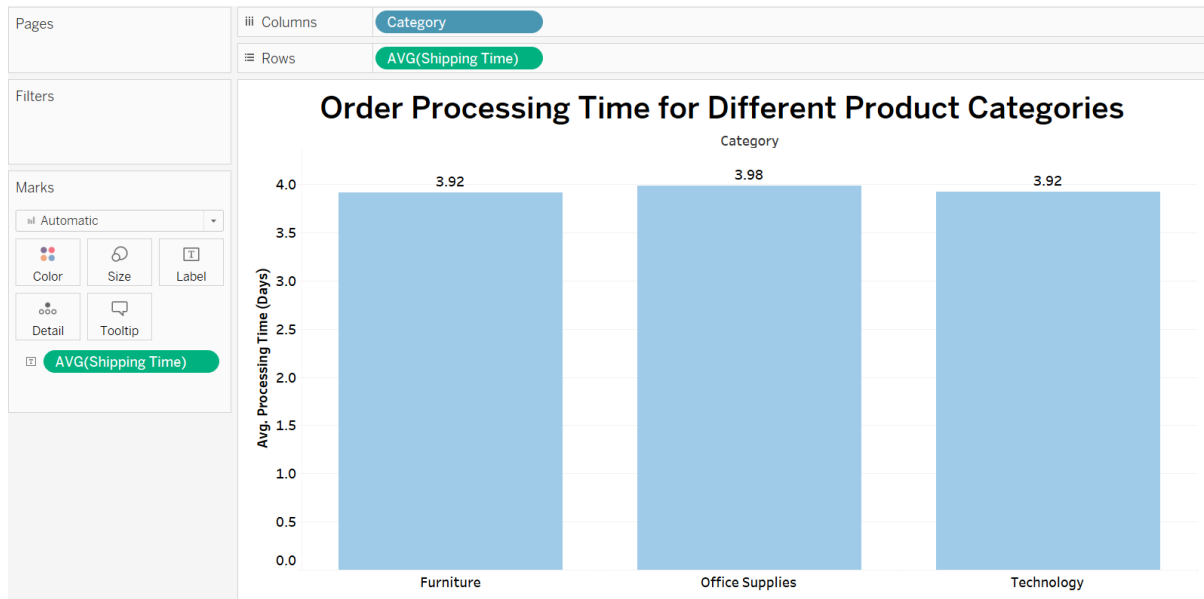 Pages
Columns
Category
Rows
AVG(Shipping Time)
Filters
Marks
Automatic
Color
Size
T
Label
Detail
Tooltip
T
AVG(Shipping Time)
Order Processing Time for Different Product Categories
Category
Avg. Processing Time (Days)
4.0
3.5
3.0
2.5
2.0
1.5
1.0
0.5
0.0
3.92
3.98
3.92
Furniture
Office Supplies
Technology